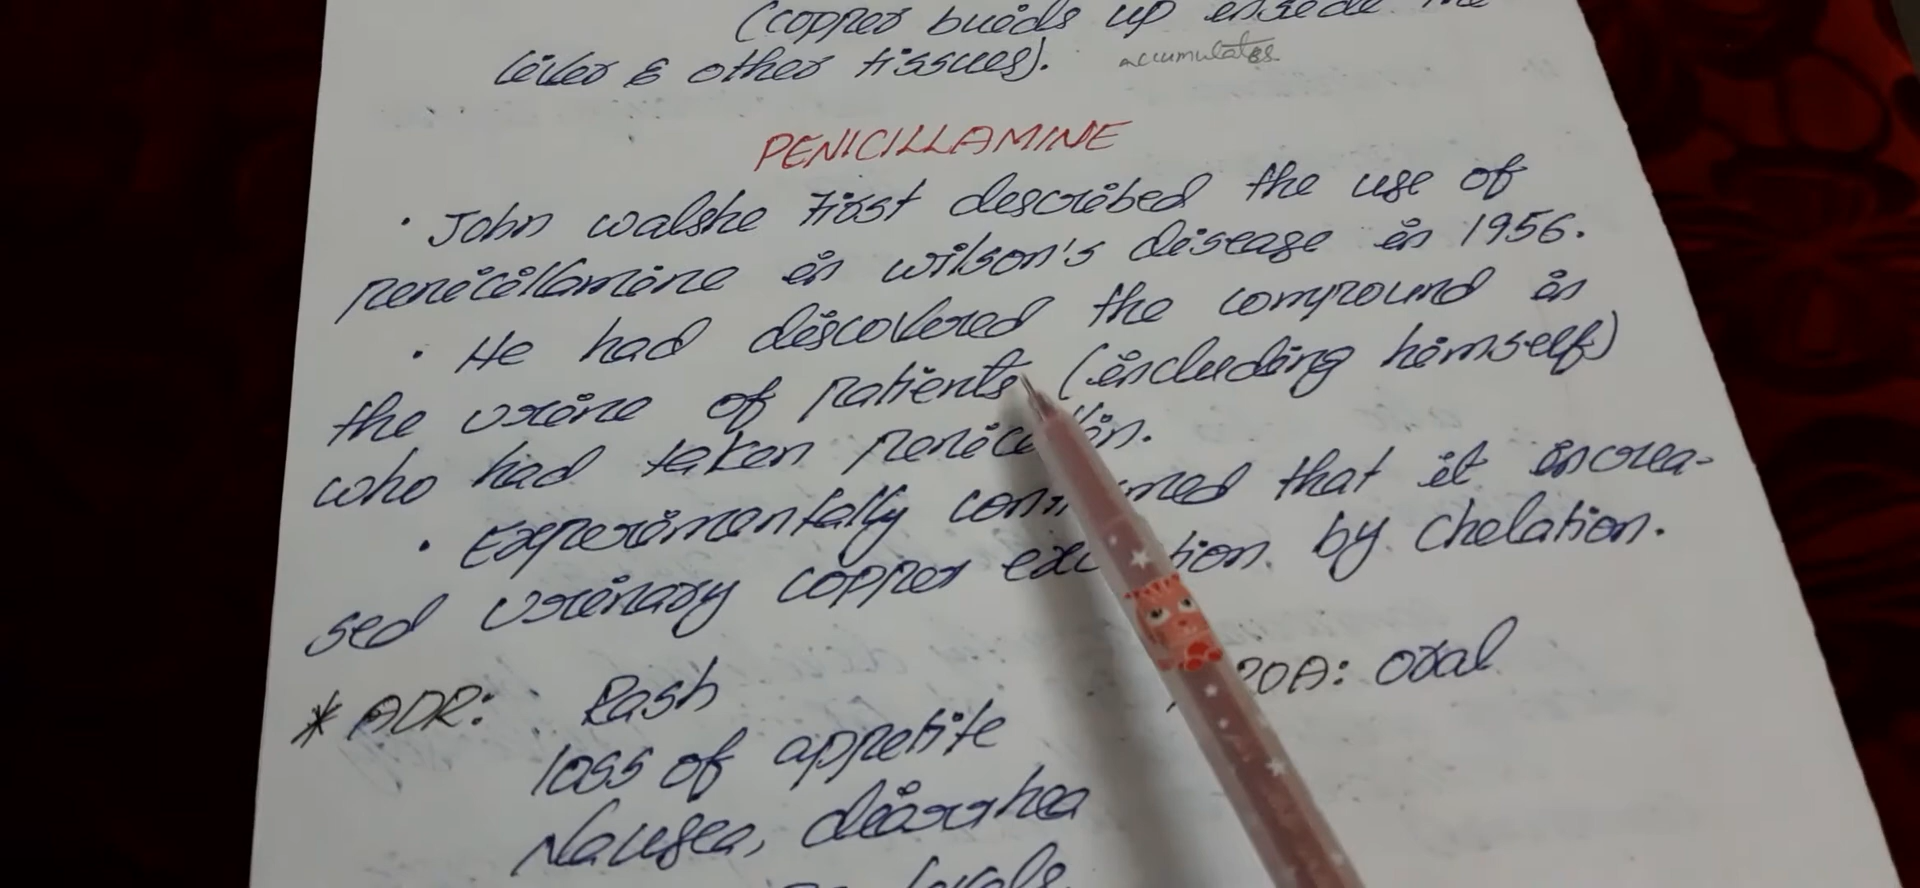 (copper builds up inside the
liver & other tissues). accumulates
PENICILLAMINE
• John walshe first described the use of
penicillamine in wilson's disease in 1956.
• He had discovered the compound in
the urine of patients (including himself)
who had taken penicillin.
• Experimentally confirmed that it increa-
sed urinary copper excretion by chelation.
* ADR: Rash ROA: oral
loss of appetite
Nausea, diarrhea
levels